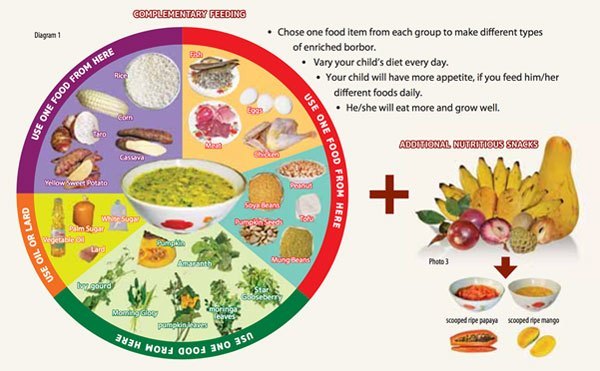 COMPLEMENTARY FEEDING
Diagram 1
• Chose one food item from each group to make different types
of enriched borbor.
• Vary your child's diet every day.
• Your child will have more appetite, if you feed him/her
different foods daily.
• He/she will eat more and grow well.
USE ONE FOOD FROM HERE
Rice
Corn
Taro
Cassava
Yellow Sweet Potato
Fish
Eggs
Meat
Chicken
USE ONE FOOD FROM HERE
Peanut
Soya Beans
Tofu
Pumpkin Seeds
Mung Beans
USE OIL OR LARD
White Sugar
Palm Sugar
Vegetable Oil
Lard
Pumpkin
Amaranth
Ivy gourd
Morning Glory
pumpkin leaves
moringa
leaves
Star
Gooseberry
USE ONE FOOD FROM HERE
ADDITIONAL NUTRITIOUS SNACKS
+
Photo 3
scooped ripe papaya
scooped ripe mango